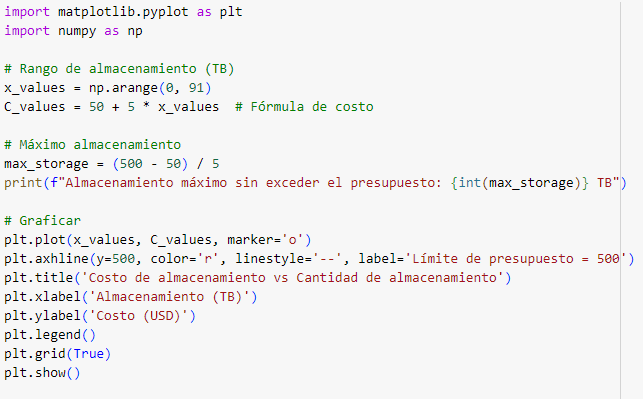 import matplotlib.pyplot as plt
import numpy as np
# Rango de almacenamiento (TB)
x_values = np.arange(0, 91)
C_values = 50 + 5 * x_values  # Fórmula de costo
# Máximo almacenamiento
max_storage = (500 - 50) / 5
print(f"Almacenamiento máximo sin exceder el presupuesto: {int(max_storage)} TB")
# Graficar
plt.plot(x_values, C_values, marker='o')
plt.axhline(y=500, color='r', linestyle='--', label='Límite de presupuesto = 500')
plt.title('Costo de almacenamiento vs Cantidad de almacenamiento')
plt.xlabel('Almacenamiento (TB)')
plt.ylabel('Costo (USD)')
plt.legend()
plt.grid(True)
plt.show()